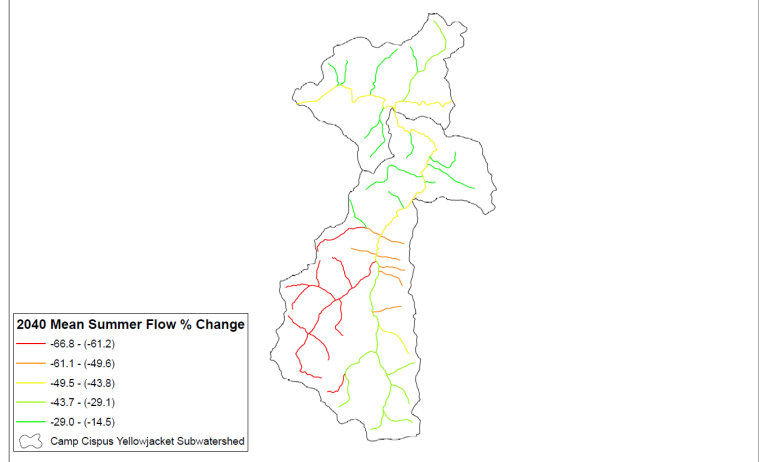 2040 Mean Summer Flow % Change
-66.8 - (-61.2)
-61.1 - (-49.6)
-49.5 - (-43.8)
-43.7 - (-29.1)
-29.0 - (-14.5)
Camp Cispus Yellowjacket Subwatershed